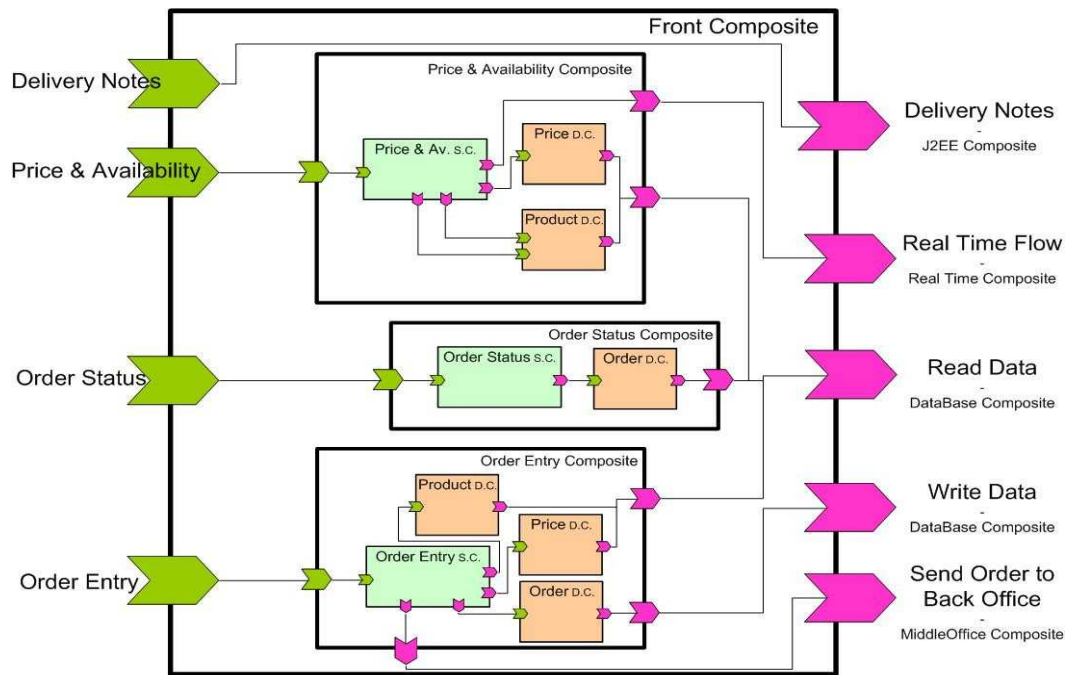 Front Composite
Delivery Notes
Price & Availability Composite
Price & Availability
Price & Av. S.C.
Price D.C.
Product D.C.
Delivery Notes
-
J2EE Composite
Real Time Flow
-
Real Time Composite
Order Status Composite
Order Status
Order Status S.C.
Order D.C.
Read Data
-
DataBase Composite
Order Entry Composite
Product D.C.
Price D.C.
Order Entry
Order Entry S.C.
Order D.C.
Write Data
-
DataBase Composite
Send Order to
Back Office
-
MiddleOffice Composite